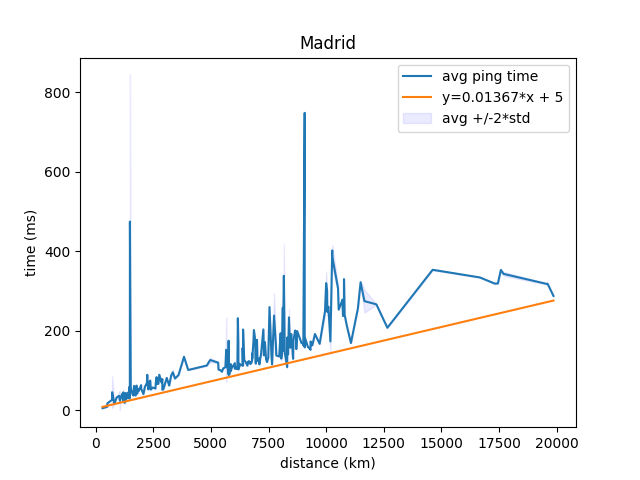 Madrid
avg ping time
y=0.01367*x + 5
avg +/-2*std
800
600
400
200
0
time (ms)
0 2500 5000 7500 10000 12500 15000 17500 20000
distance (km)